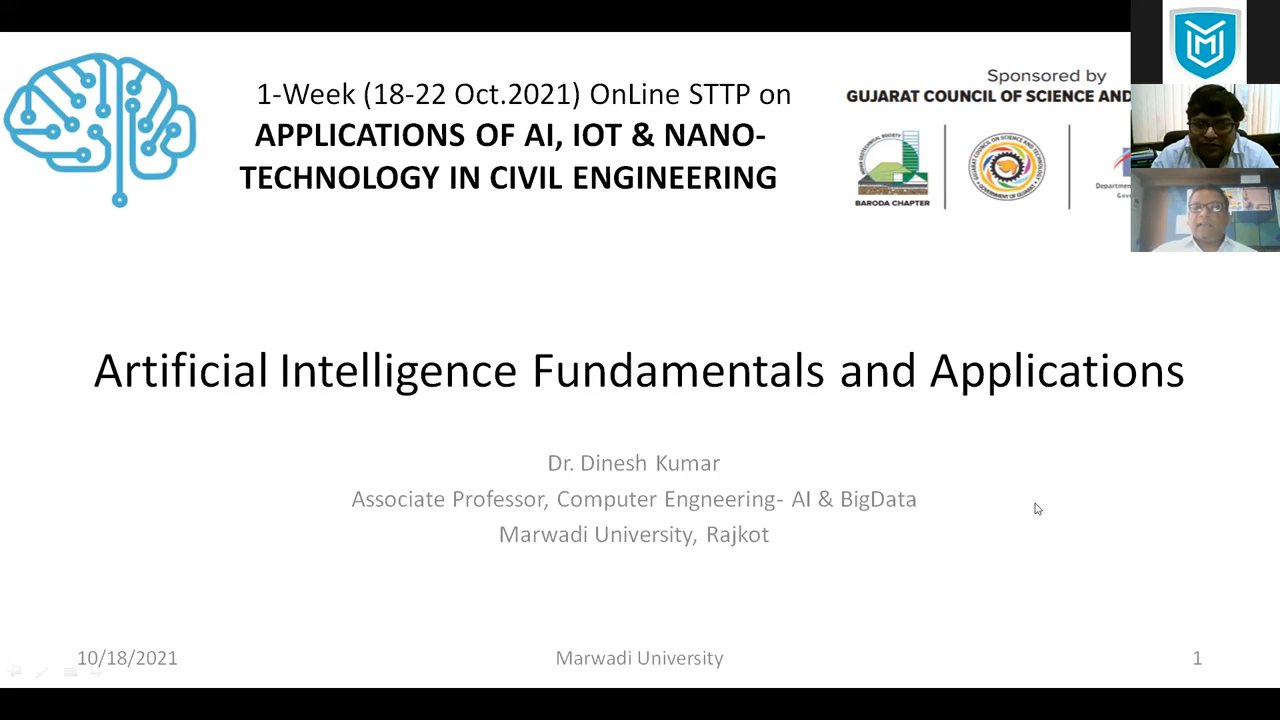 1-Week (18-22 Oct.2021) OnLine STTP on
APPLICATIONS OF AI, IOT & NANO-
TECHNOLOGY IN CIVIL ENGINEERING
Sponsored by
GUJARAT COUNCIL OF SCIENCE AND
BARODA CHAPTER
Artificial Intelligence Fundamentals and Applications
Dr. Dinesh Kumar
Associate Professor, Computer Engneering- AI & BigData
Marwadi University, Rajkot
10/18/2021
Marwadi University
1